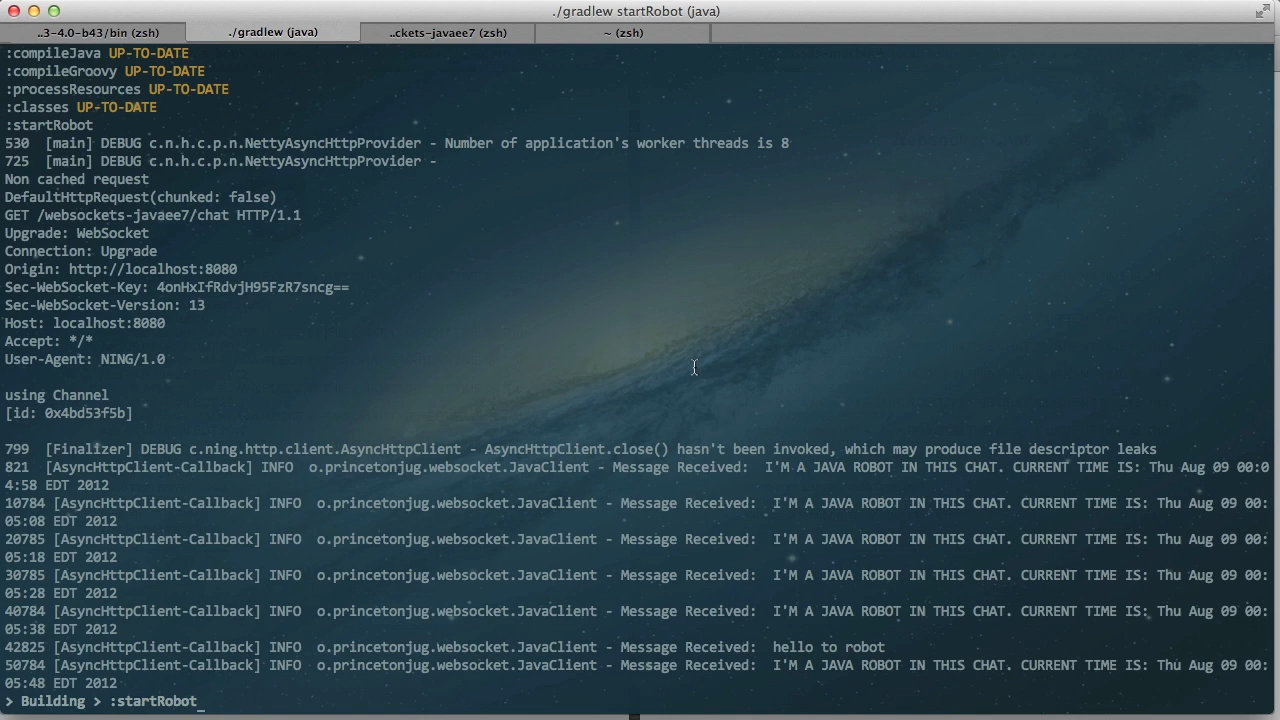 ./gradlew startRobot (java)
..3-4.0-b43/bin (zsh)
./gradlew (java)
..ckets-javaee7 (zsh)
~ (zsh)
:compileJava UP-TO-DATE
:compileGroovy UP-TO-DATE
:processResources UP-TO-DATE
:classes UP-TO-DATE
:startRobot
530  [main] DEBUG c.n.h.c.p.n.NettyAsyncHttpProvider - Number of application's worker threads is 8
725  [main] DEBUG c.n.h.c.p.n.NettyAsyncHttpProvider -
Non cached request
DefaultHttpRequest(chunked: false)
GET /websockets-javaee7/chat HTTP/1.1
Upgrade: WebSocket
Connection: Upgrade
Origin: http://localhost:8080
Sec-WebSocket-Key: 4onHxIfRdvjH95FzR7sncg==
Sec-WebSocket-Version: 13
Host: localhost:8080
Accept: */*
User-Agent: NING/1.0
using Channel
[id: 0x4bd53f5b]
799  [Finalizer] DEBUG c.ning.http.client.AsyncHttpClient - AsyncHttpClient.close() hasn't been invoked, which may produce file descriptor leaks
821  [AsyncHttpClient-Callback] INFO  o.princetonjug.websocket.JavaClient - Message Received:  I'M A JAVA ROBOT IN THIS CHAT. CURRENT TIME IS: Thu Aug 09 00:0
4:58 EDT 2012
10784 [AsyncHttpClient-Callback] INFO  o.princetonjug.websocket.JavaClient - Message Received:  I'M A JAVA ROBOT IN THIS CHAT. CURRENT TIME IS: Thu Aug 09 00:
05:08 EDT 2012
20785 [AsyncHttpClient-Callback] INFO  o.princetonjug.websocket.JavaClient - Message Received:  I'M A JAVA ROBOT IN THIS CHAT. CURRENT TIME IS: Thu Aug 09 00:
05:18 EDT 2012
30785 [AsyncHttpClient-Callback] INFO  o.princetonjug.websocket.JavaClient - Message Received:  I'M A JAVA ROBOT IN THIS CHAT. CURRENT TIME IS: Thu Aug 09 00:
05:28 EDT 2012
40784 [AsyncHttpClient-Callback] INFO  o.princetonjug.websocket.JavaClient - Message Received:  I'M A JAVA ROBOT IN THIS CHAT. CURRENT TIME IS: Thu Aug 09 00:
05:38 EDT 2012
42825 [AsyncHttpClient-Callback] INFO  o.princetonjug.websocket.JavaClient - Message Received:  hello to robot
50784 [AsyncHttpClient-Callback] INFO  o.princetonjug.websocket.JavaClient - Message Received:  I'M A JAVA ROBOT IN THIS CHAT. CURRENT TIME IS: Thu Aug 09 00:
05:48 EDT 2012
> Building > :startRobot_